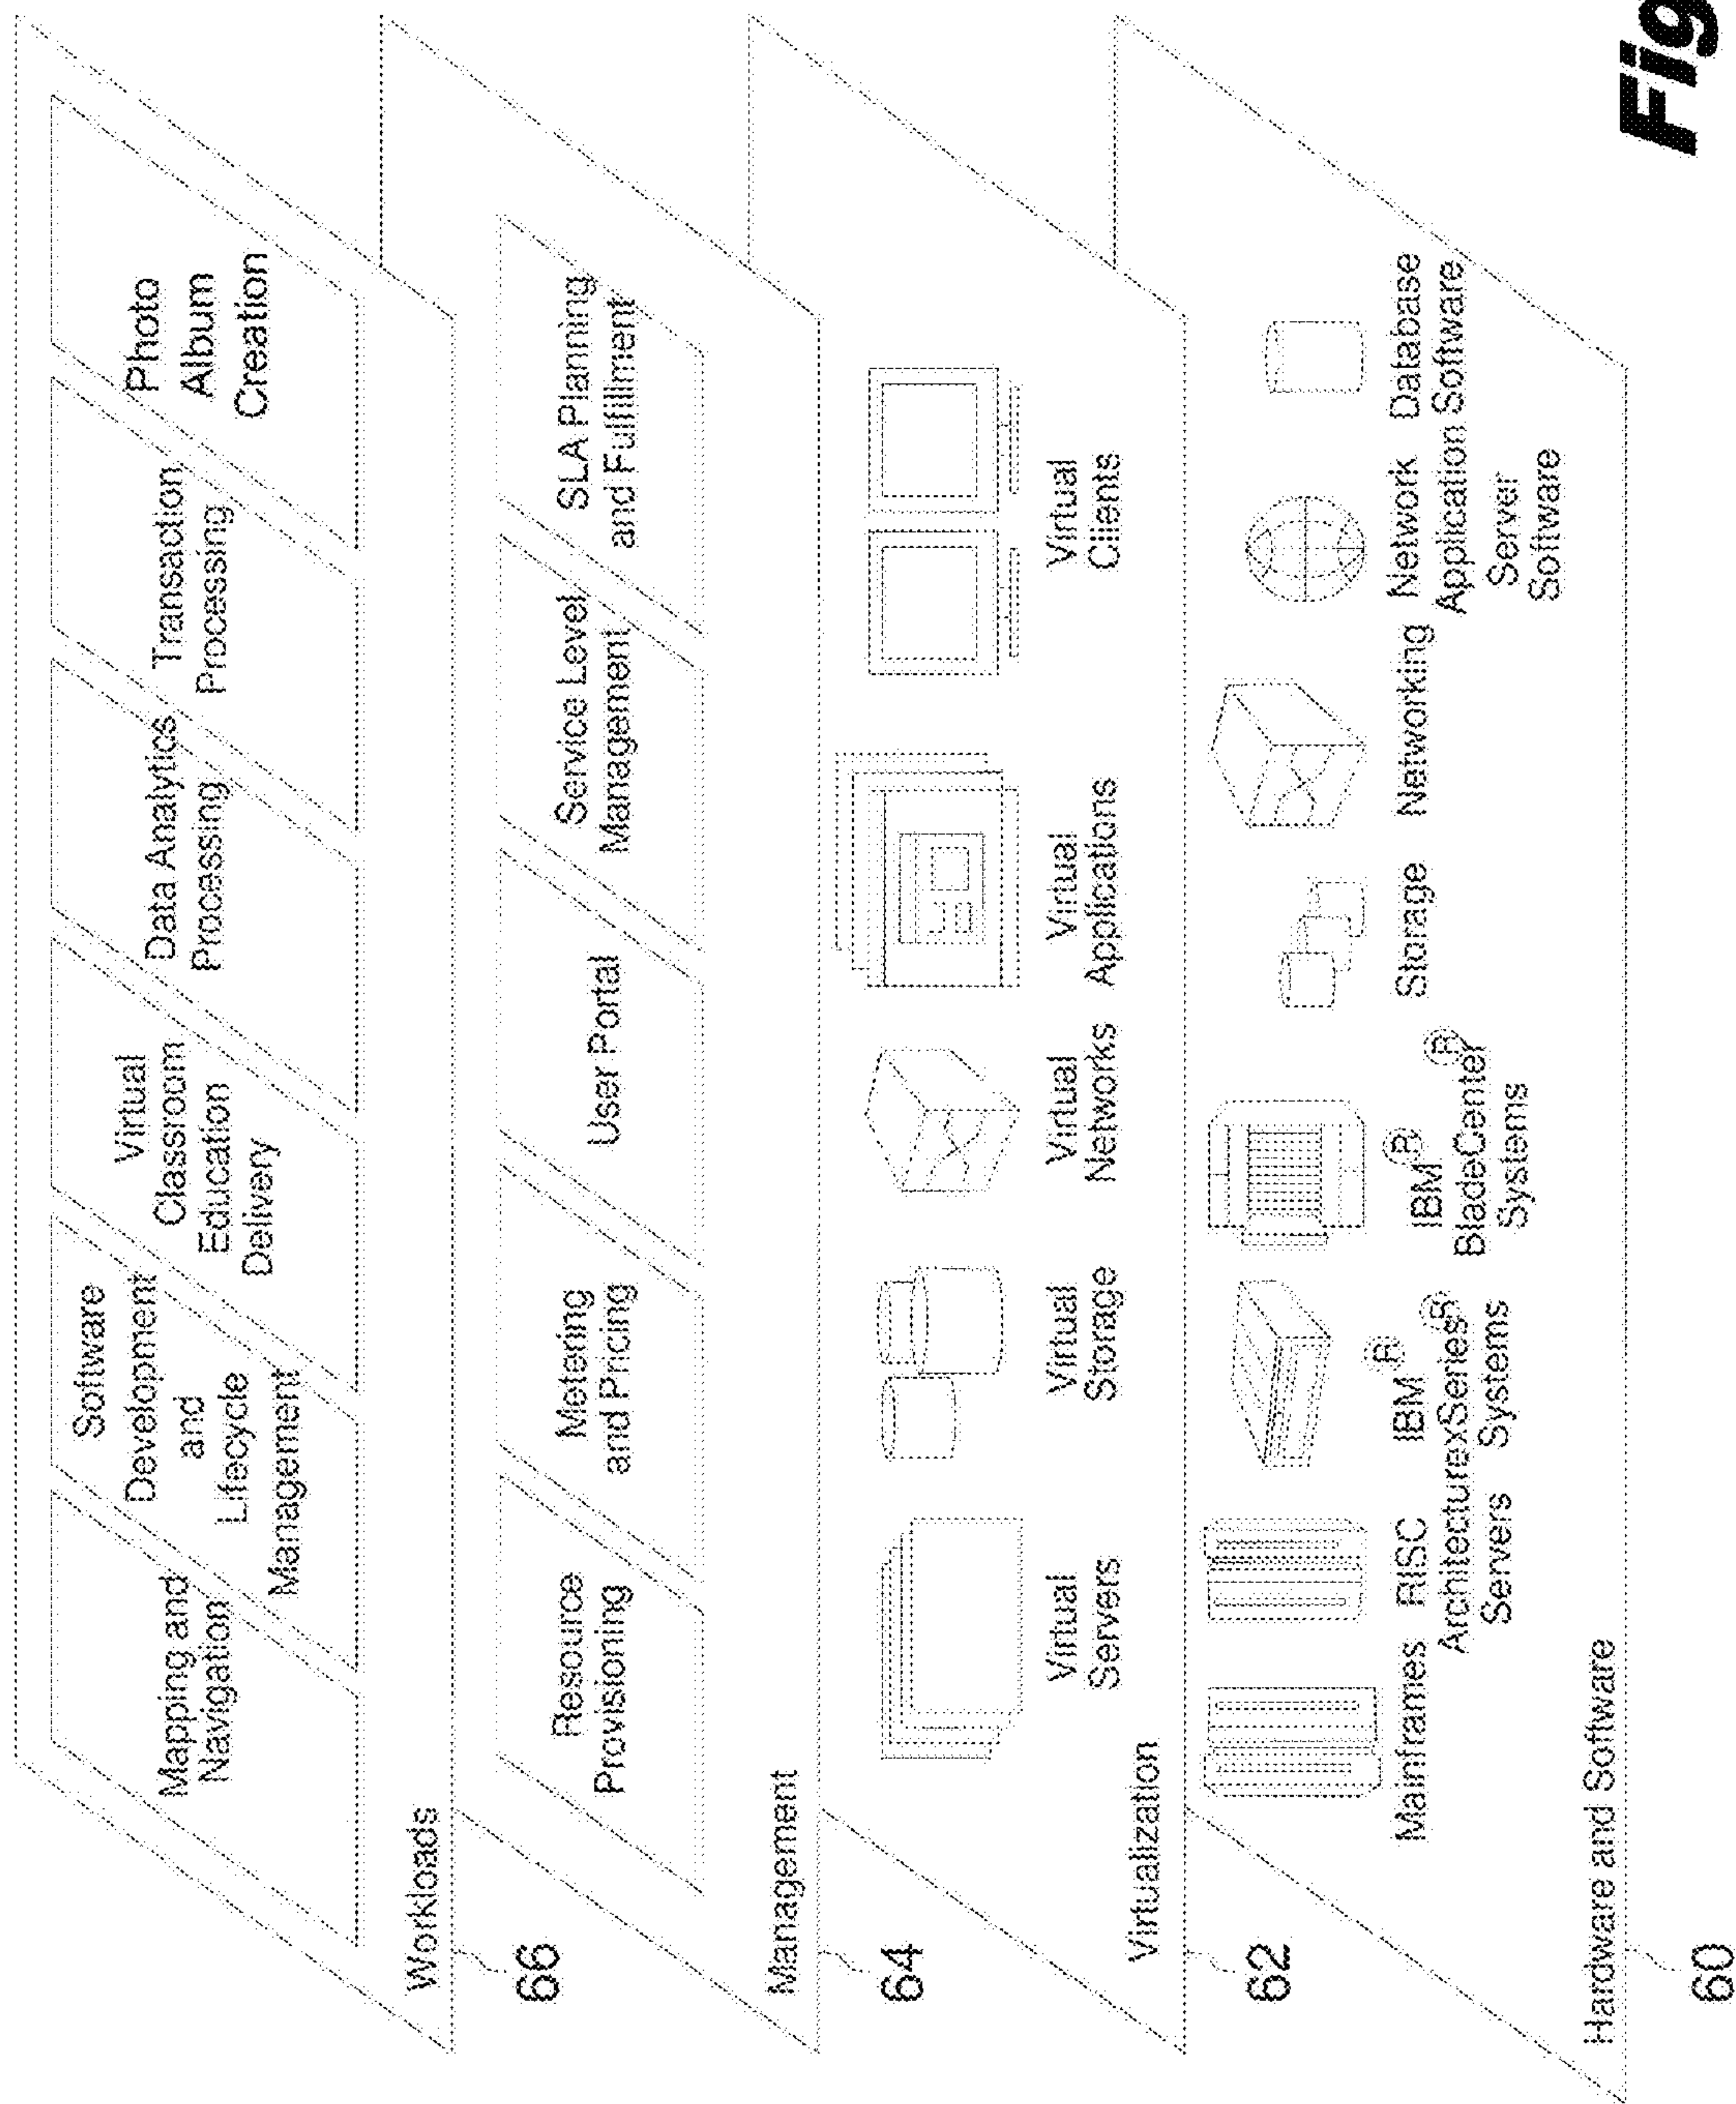 Mapping and
Navigation
Software
Development
and
Lifecycle
Management
Virtual
Classroom
Education
Delivery
Data Analytics
Processing
Transaction
Processing
Photo
Album
Creation
Workloads
66
Resource
Provisioning
Metering
and Pricing
User Portal
Service Level
Management
SLA Planning
and Fulfillment
Management
64
Virtual
Servers
Virtual
Storage
Virtual
Networks
Virtual
Applications
Virtual
Clients
Virtualization
62
Mainframes
RISC
Architecture
Servers
IBM®
xSeries®
Systems
IBM®
BladeCenter®
Systems
Storage
Networking
Network
Application
Server
Software
Database
Software
Hardware and Software
60
Fig